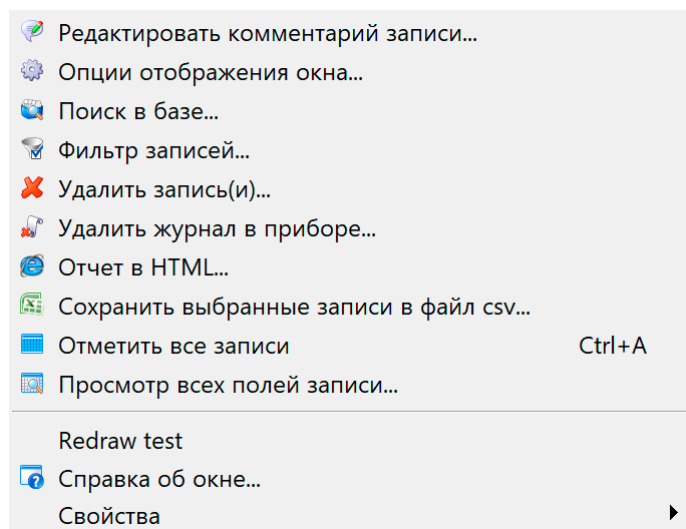 Редактировать комментарий записи...
Опции отображения окна...
Поиск в базе...
Фильтр записей...
Удалить запись(и)...
Удалить журнал в приборе...
Отчет в HTML...
Сохранить выбранные записи в файл csv...
Отметить все записи Ctrl+A
Просмотр всех полей записи...
Redraw test
Справка об окне...
Свойства